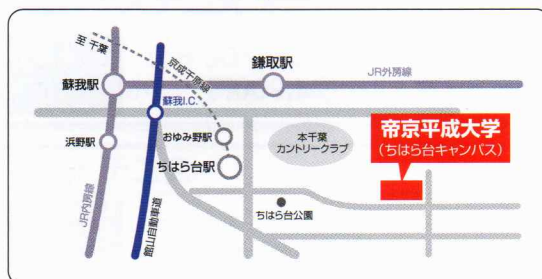 至 千葉
京成千原線
鎌取駅
JR外房線
蘇我駅
蘇我I.C.
浜野駅
おゆみ野駅
ちはら台駅
本千葉
カントリークラブ
帝京平成大学
(ちはら台キャンパス)
ちはら台公園
JR内房線
館山自動車道